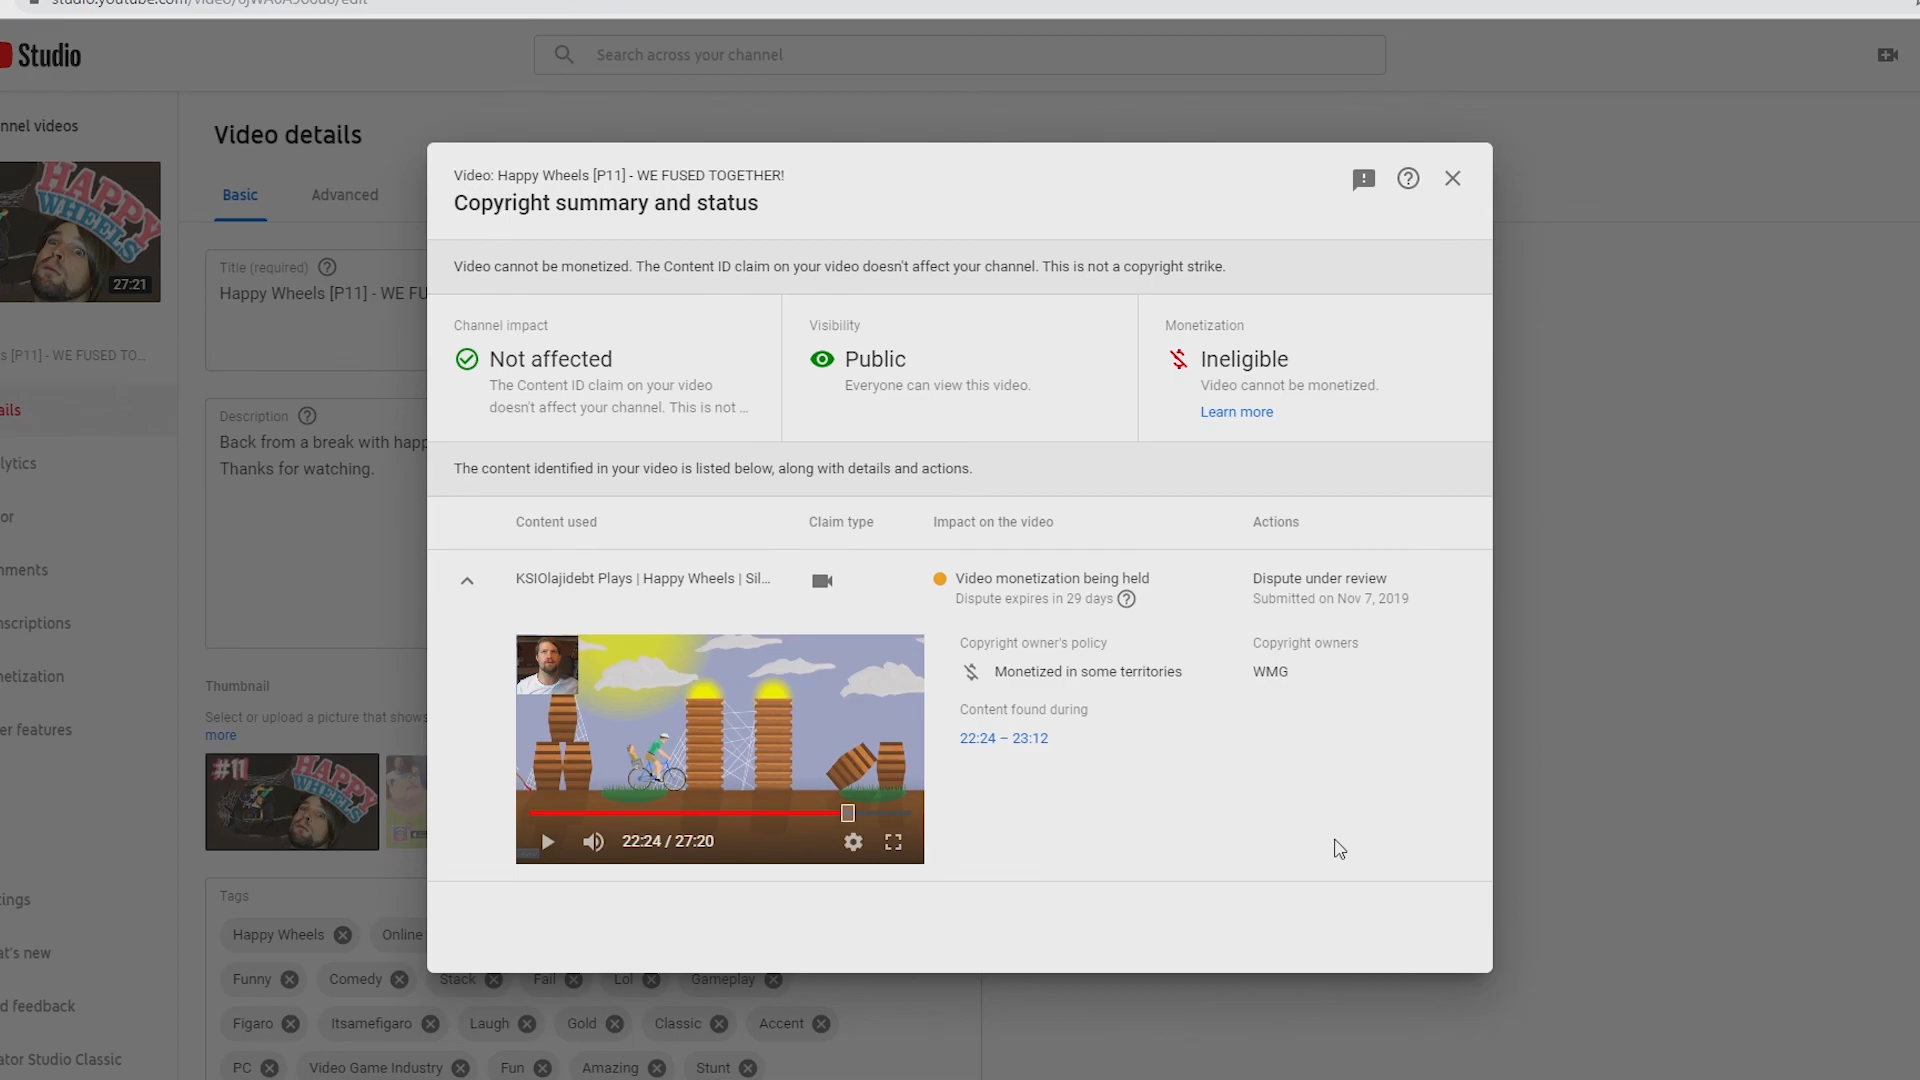 Studio
Search across your channel
nnel videos
27:21
s [P11] - WE FUSED TO...
ails
lytics
or
nments
nscriptions
netization
er features
ings
at's new
d feedback
ator Studio Classic
Video details
Basic
Advanced
Title (required)
Happy Wheels [P11] - WE FU
Description
Back from a break with happ
Thanks for watching.
Thumbnail
Select or upload a picture that shows
more
#11 HAPPY
WHEELS
Tags
Happy Wheels Online
Funny Comedy Stack Fail Lol Gameplay
Figaro Itsamefigaro Laugh Gold Classic Accent
PC Video Game Industry Fun Amazing Stunt
Video: Happy Wheels [P11] - WE FUSED TOGETHER!
Copyright summary and status
Video cannot be monetized. The Content ID claim on your video doesn't affect your channel. This is not a copyright strike.
Channel impact
Not affected
The Content ID claim on your video
doesn't affect your channel. This is not ...
Visibility
Public
Everyone can view this video.
Monetization
Ineligible
Video cannot be monetized.
Learn more
The content identified in your video is listed below, along with details and actions.
Content used Claim type Impact on the video Actions
KSIOlajidebt Plays | Happy Wheels | Sil...
Video monetization being held
Dispute expires in 29 days
Dispute under review
Submitted on Nov 7, 2019
22:24 / 27:20
Copyright owner's policy
Monetized in some territories
Content found during
22:24 – 23:12
Copyright owners
WMG
HAPPY
WHEELS